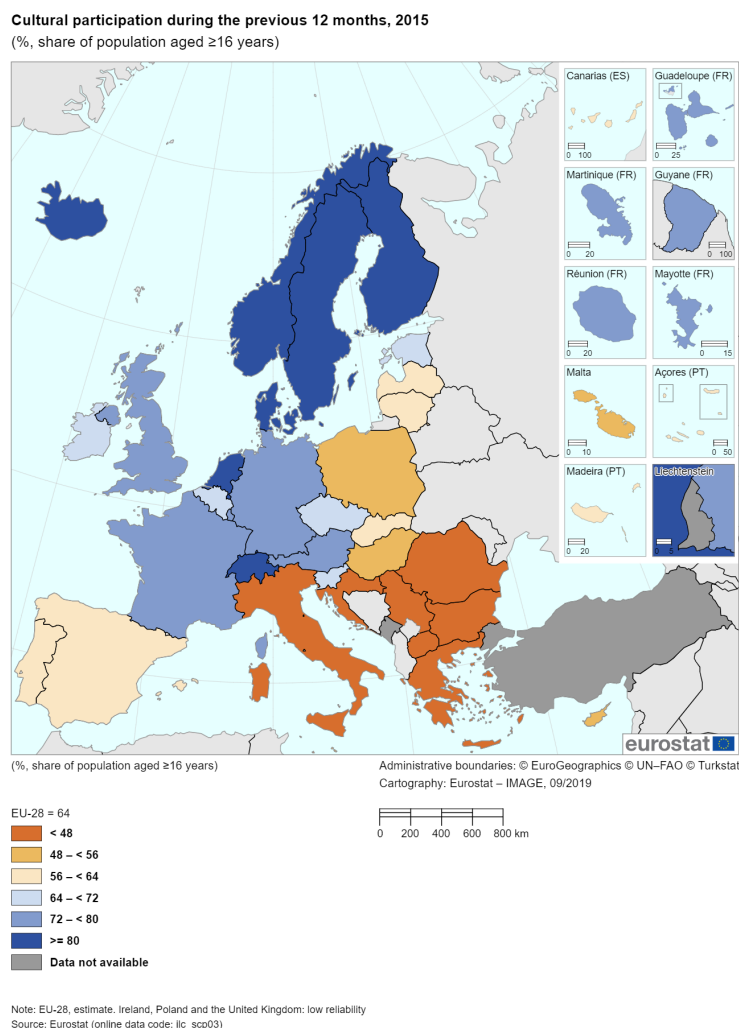 Cultural participation during the previous 12 months, 2015
(%, share of population aged ≥16 years)
Canarias (ES)
0 100
Guadeloupe (FR)
0 25
Martinique (FR)
0 20
Guyane (FR)
0 100
Réunion (FR)
0 20
Mayotte (FR)
0 15
Malta
0 10
Açores (PT)
0 50
Madeira (PT)
0 20
Liechtenstein
0 5
eurostat
(%, share of population aged ≥16 years)
Administrative boundaries: © EuroGeographics © UN–FAO © Turkstat
Cartography: Eurostat – IMAGE, 09/2019
0 200 400 600 800 km
EU-28 = 64
< 48
48 – < 56
56 – < 64
64 – < 72
72 – < 80
>= 80
Data not available
Note: EU-28, estimate. Ireland, Poland and the United Kingdom: low reliability
Source: Eurostat (online data code: ilc_scp03)